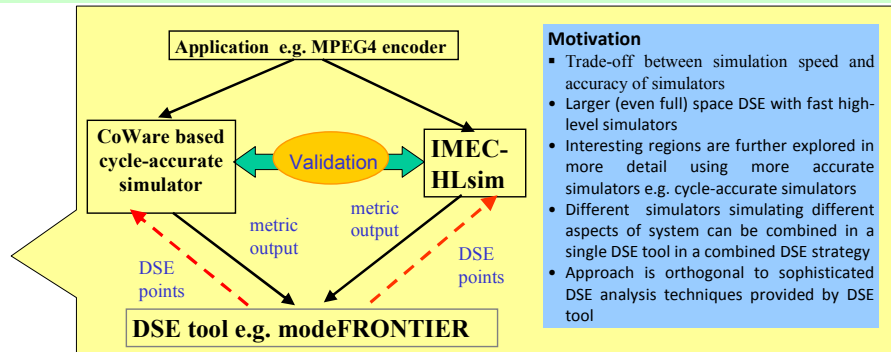 Application e.g. MPEG4 encoder
CoWare based
cycle-accurate
simulator
Validation
IMEC-
HLsim
metric
output
metric
output
DSE
points
DSE
points
DSE tool e.g. modeFRONTIER
Motivation
▪ Trade-off between simulation speed and
accuracy of simulators
• Larger (even full) space DSE with fast high-
level simulators
• Interesting regions are further explored in
more detail using more accurate
simulators e.g. cycle-accurate simulators
• Different simulators simulating different
aspects of system can be combined in a
single DSE tool in a combined DSE strategy
• Approach is orthogonal to sophisticated
DSE analysis techniques provided by DSE
tool